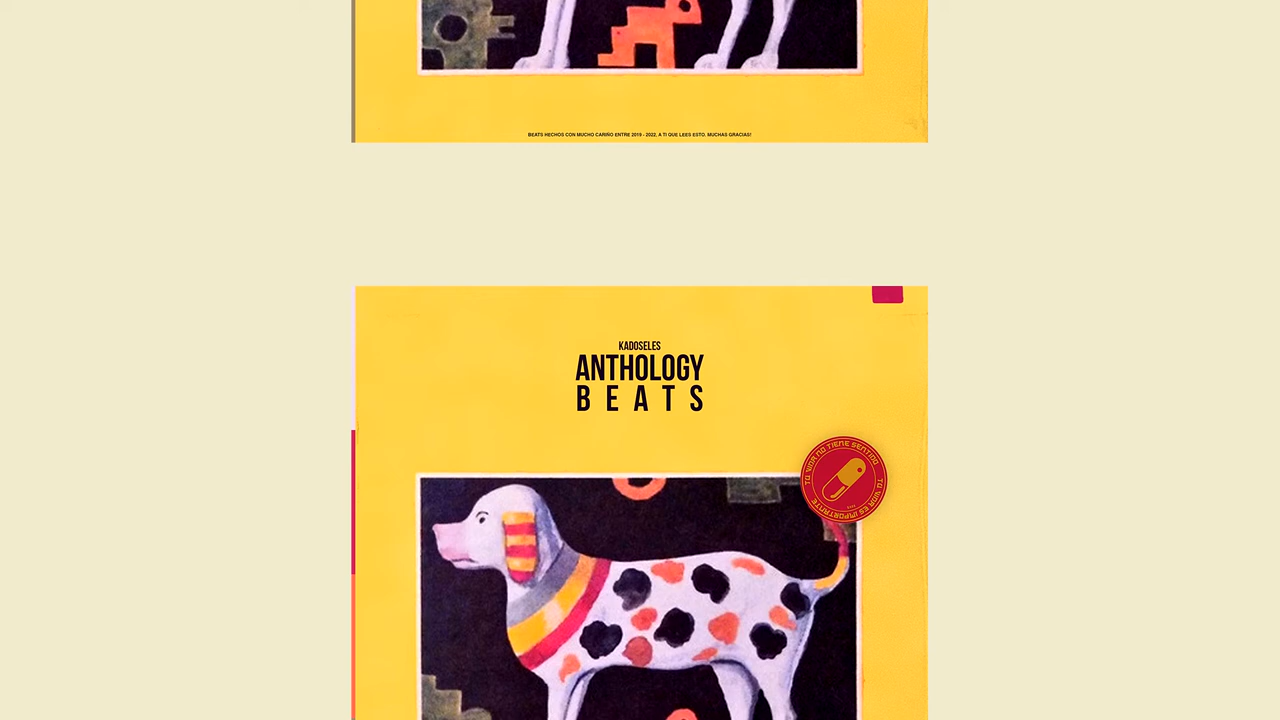 BEATS HECHOS CON MUCHO CARIÑO ENTRE 2019 - 2022, A TI QUE LEES ESTO. MUCHAS GRACIAS!
KADOSELES
ANTHOLOGY
BEATS
TU VIDA NO TIENE SENTIDO
TU VIDA ES IMPORTANTE